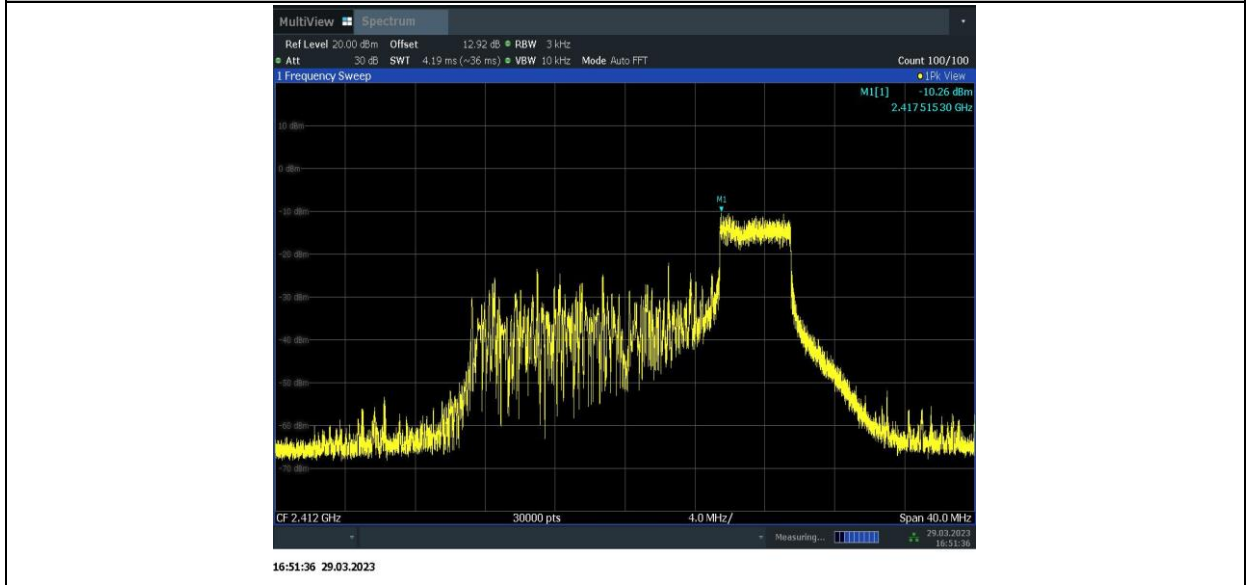 MultiView Spectrum
Ref Level 20.00 dBm Offset 12.92 dB RBW 3 kHz
Att 30 dB SWT 4.19 ms (~36 ms) VBW 10 kHz Mode Auto FFT Count 100/100
1 Frequency Sweep 1Pk View
M1[1] -10.26 dBm
2.41751530 GHz
10 dBm
0 dBm
M1
-10 dBm
-20 dBm
-30 dBm
-40 dBm
-50 dBm
-60 dBm
-70 dBm
CF 2.412 GHz 30000 pts 4.0 MHz/ Span 40.0 MHz
Measuring... 29.03.2023
16:51:36
16:51:36 29.03.2023